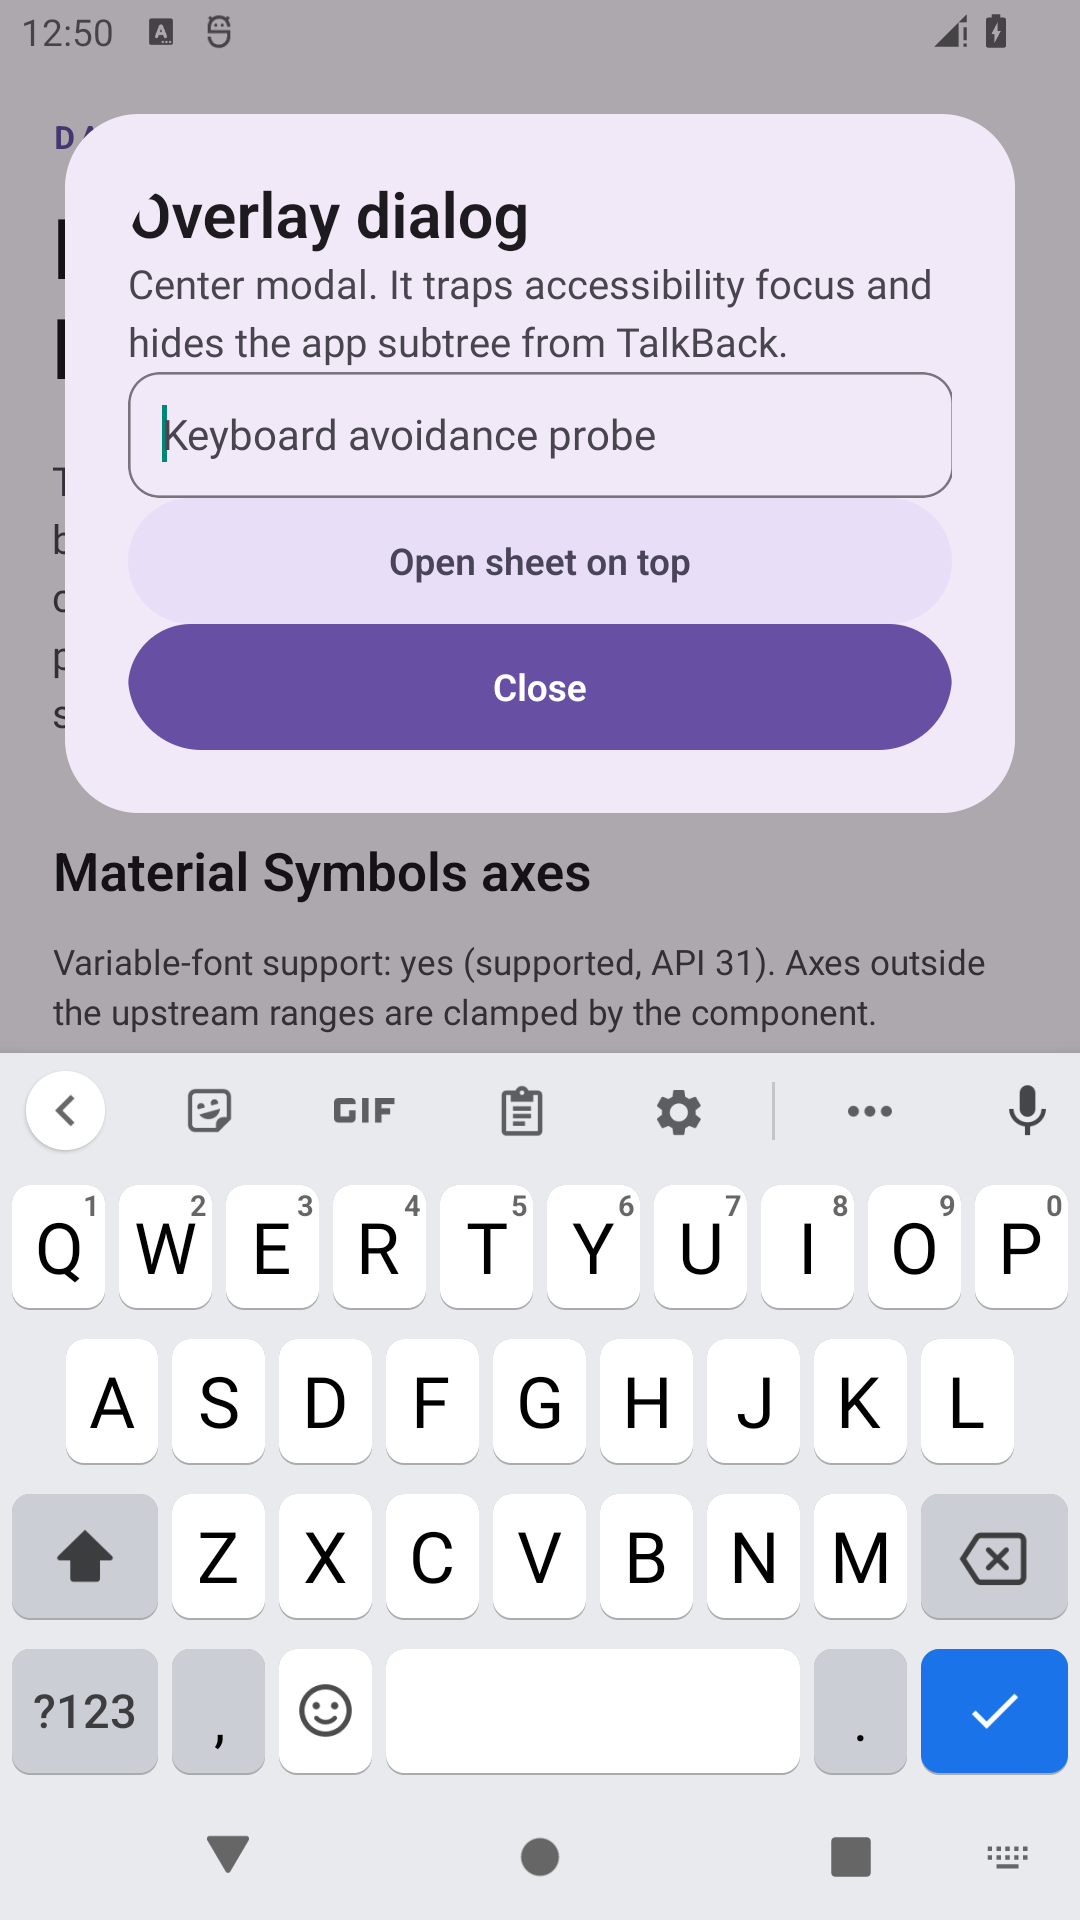 12:50
Overlay dialog
Center modal. It traps accessibility focus and
hides the app subtree from TalkBack.
Keyboard avoidance probe
Open sheet on top
Close
Material Symbols axes
Variable-font support: yes (supported, API 31). Axes outside
the upstream ranges are clamped by the component.
GIF
1 2 3 4 5 6 7 8 9 0
Q W E R T Y U I O P
A S D F G H J K L
Z X C V B N M
?123 , .